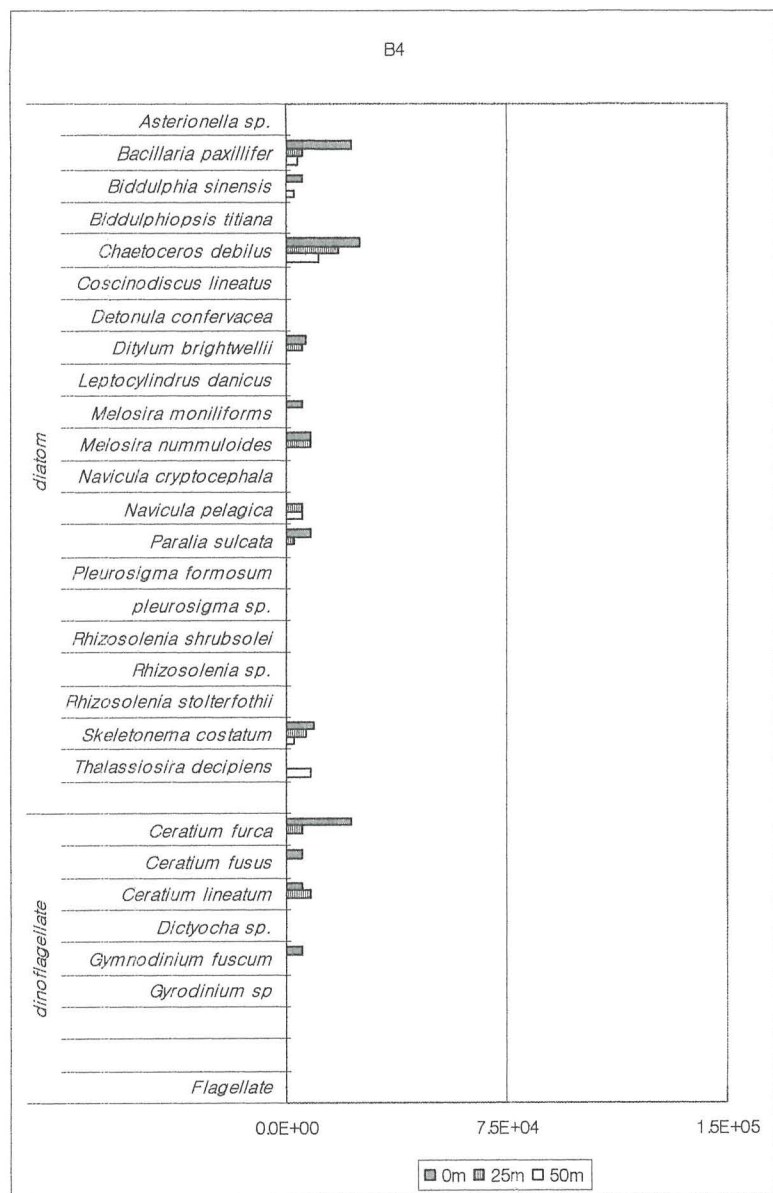 B4
diatom
Asterionella sp.
Bacillaria paxillifer
Biddulphia sinensis
Biddulphiopsis titiana
Chaetoceros debilus
Coscinodiscus lineatus
Detonula confervacea
Ditylum brightwellii
Leptocylindrus danicus
Melosira moniliforms
Melosira nummuloides
Navicula cryptocephala
Navicula pelagica
Paralia sulcata
Pleurosigma formosum
pleurosigma sp.
Rhizosolenia shrubsolei
Rhizosolenia sp.
Rhizosolenia stolterfothii
Skeletonema costatum
Thalassiosira decipiens
dinoflagellate
Ceratium furca
Ceratium fusus
Ceratium lineatum
Dictyocha sp.
Gymnodinium fuscum
Gyrodinium sp
Flagellate
0.0E+00 7.5E+04 1.5E+05
0m 25m 50m